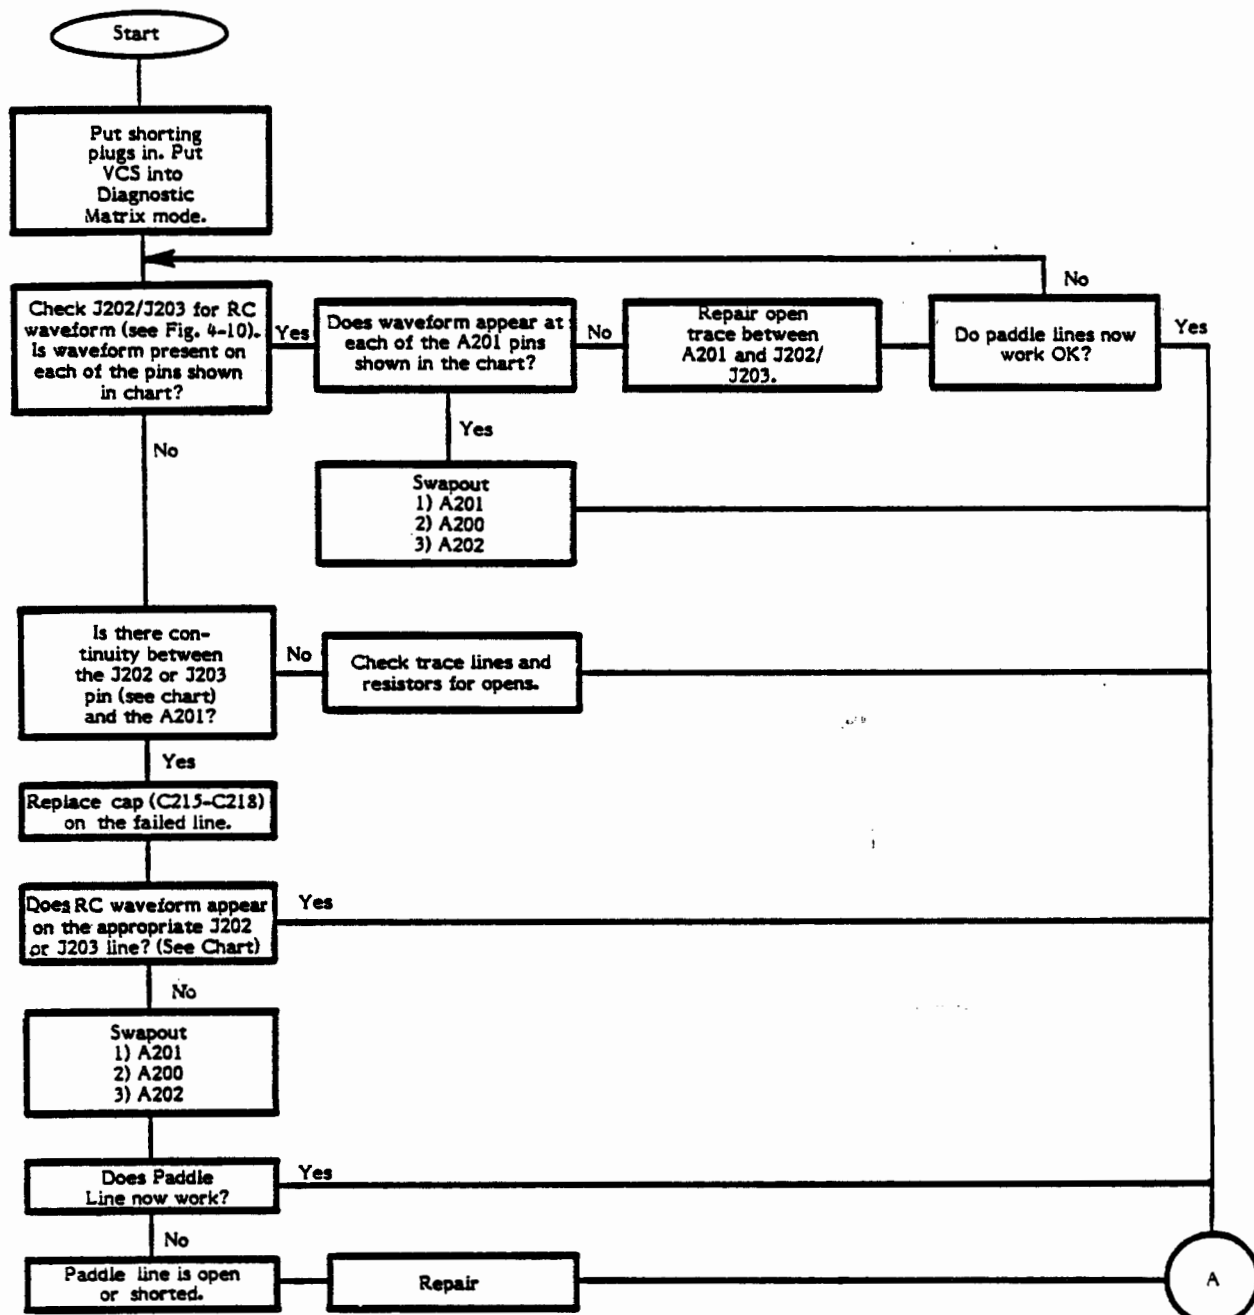 Start
Put shorting
plugs in. Put
VCS into
Diagnostic
Matrix mode.
No
Check J202/J203 for RC
waveform (see Fig. 4-10).
Is waveform present on
each of the pins shown
in chart?
Yes
Does waveform appear at
each of the A201 pins
shown in the chart?
No
Repair open
trace between
A201 and J202/
J203.
Do paddle lines now
work OK?
Yes
No
Yes
Swapout
1) A201
2) A200
3) A202
Is there con-
tinuity between
the J202 or J203
pin (see chart)
and the A201?
No
Check trace lines and
resistors for opens.
Yes
Replace cap (C215-C218)
on the failed line.
Does RC waveform appear
on the appropriate J202
or J203 line? (See Chart)
Yes
No
Swapout
1) A201
2) A200
3) A202
Does Paddle
Line now work?
Yes
No
Paddle line is open
or shorted.
Repair
A